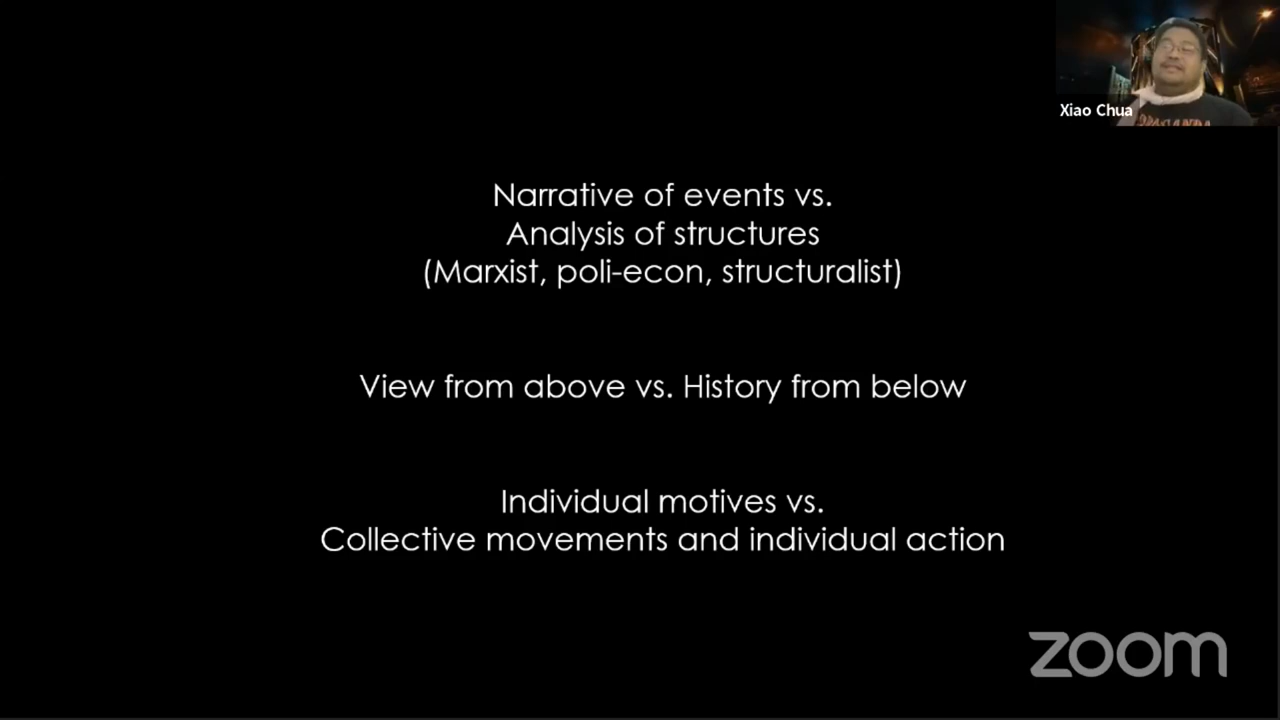 Xiao Chua
Narrative of events vs.
Analysis of structures
(Marxist, poli-econ, structuralist)
View from above vs. History from below
Individual motives vs.
Collective movements and individual action
zoom